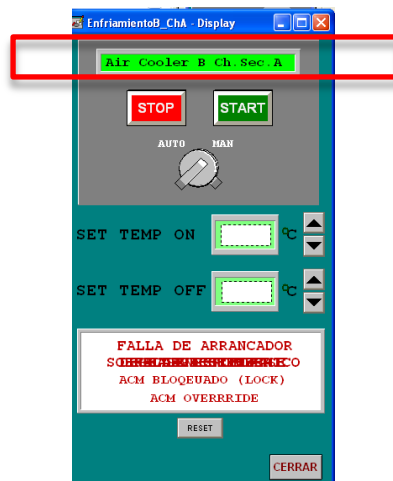 EnfriamientoB_ChA - Display
Air Cooler B Ch.Sec.A
STOP START
AUTO MAN
SET TEMP ON °C
SET TEMP OFF °C
FALLA DE ARRANCADOR
ACM BLOQEUADO (LOCK)
ACM OVERRRIDE
RESET
CERRAR